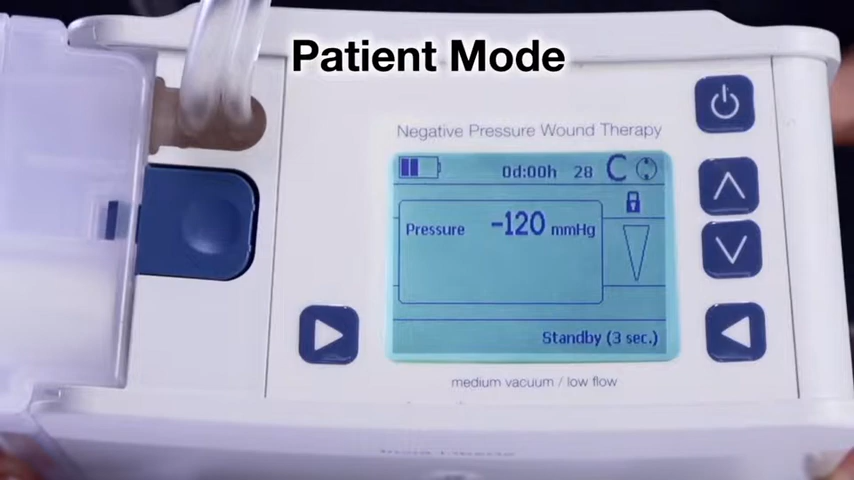 Patient Mode
Negative Pressure Wound Therapy
0d:00h 28 C
Pressure -120 mmHg
Standby (3 sec.)
medium vacuum / low flow